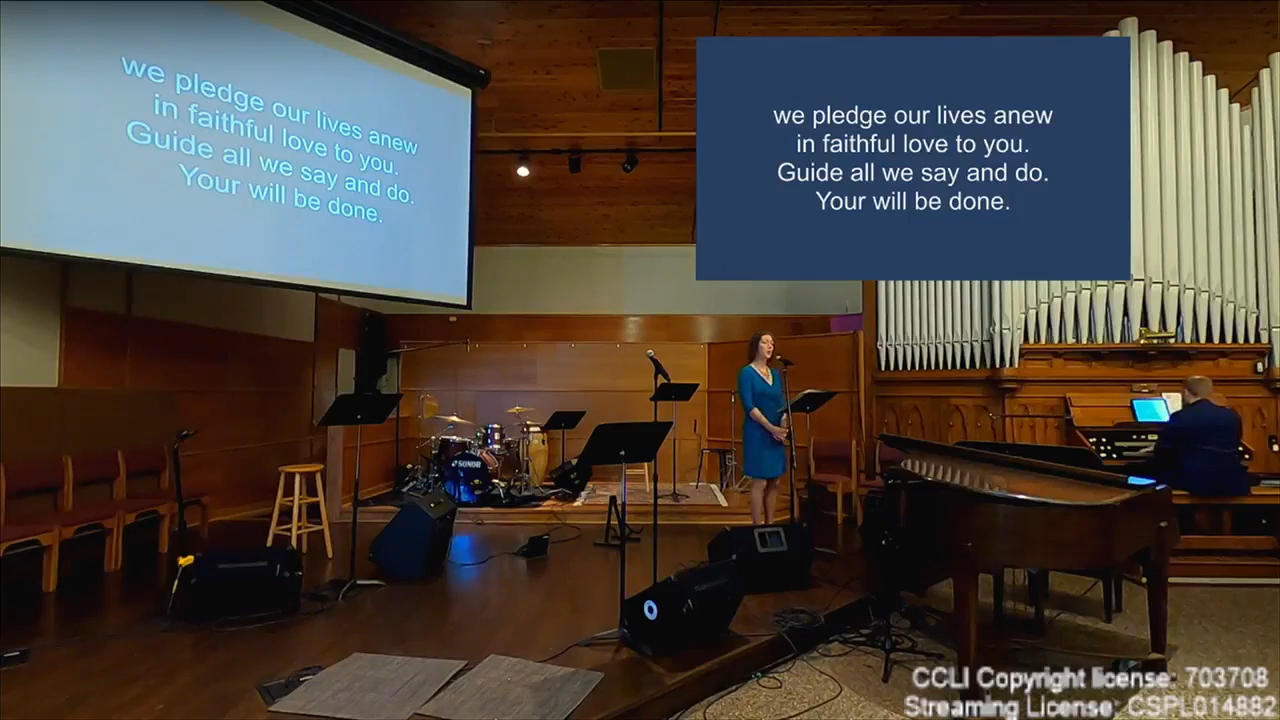 we pledge our lives anew
in faithful love to you.
Guide all we say and do.
Your will be done.
we pledge our lives anew
in faithful love to you.
Guide all we say and do.
Your will be done.
SONOR
CCLI Copyright license: 703708
Streaming License: CSPL014882